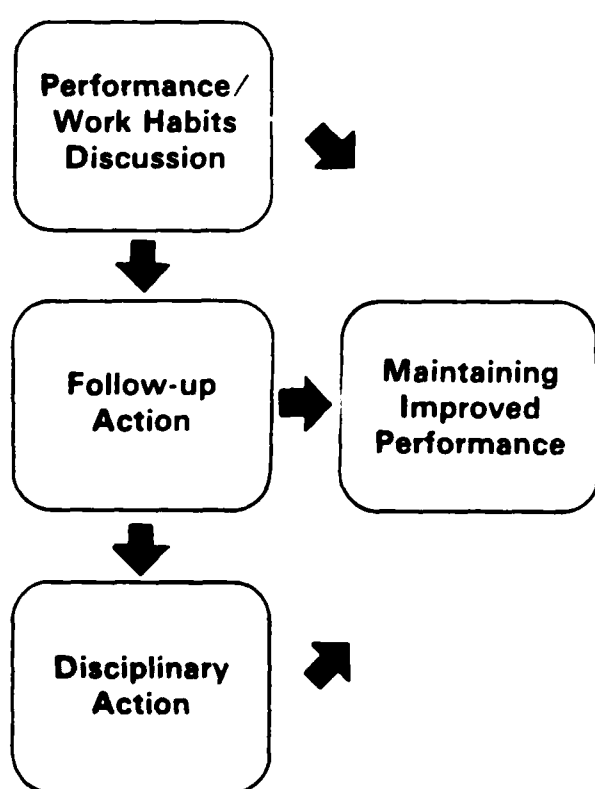 Performance/
Work Habits
Discussion
Follow-up
Action
Maintaining
Improved
Performance
Disciplinary
Action